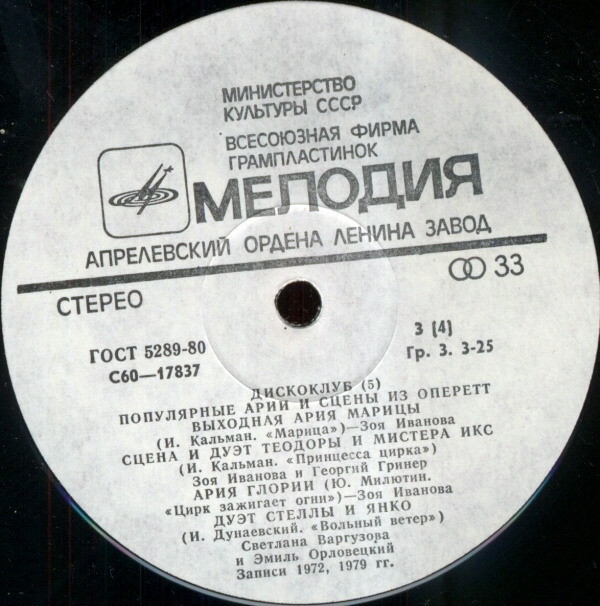 МИНИСТЕРСТВО
КУЛЬТУРЫ СССР
ВСЕСОЮЗНАЯ ФИРМА
ГРАМПЛАСТИНОК
МЕЛОДИЯ
АПРЕЛЕВСКИЙ ОРДЕНА ЛЕНИНА ЗАВОД
СТЕРЕО
33
ГОСТ 5289-80
С60—17837
3 (4)
Гр. 3. 3-25
ДИСКОКЛУБ (5)
ПОПУЛЯРНЫЕ АРИИ И СЦЕНЫ ИЗ ОПЕРЕТТ
ВЫХОДНАЯ АРИЯ МАРИЦЫ
(И. Кальман. «Марица»)—Зоя Иванова
СЦЕНА И ДУЭТ ТЕОДОРЫ И МИСТЕРА ИКС
(И. Кальман. «Принцесса цирка»)
Зоя Иванова и Георгий Гринер
АРИЯ ГЛОРИИ (Ю. Милютин.
«Цирк зажигает огни»)—Зоя Иванова
ДУЭТ СТЕЛЛЫ И ЯНКО
(И. Дунаевский. «Вольный ветер»)
Светлана Варгузова
и Эмиль Орловецкий
Записи 1972, 1979 гг.